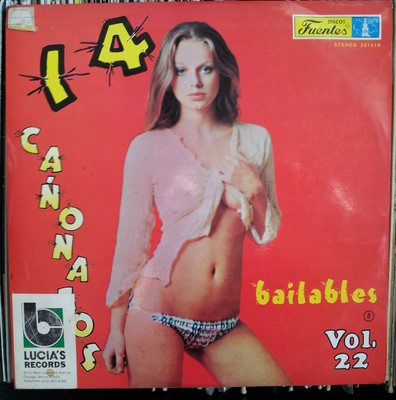 14
CAÑONAZOS
bailables
Vol.
22
DISCOS
Fuentes
STEREO
LUCIA'S
RECORDS